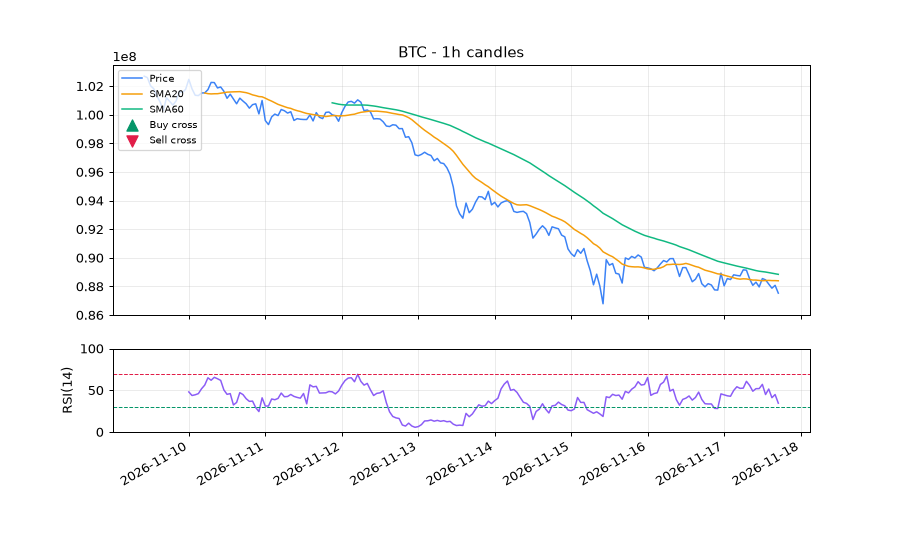 BTC - 1h candles
1e8
1.02
1.00
0.98
0.96
0.94
0.92
0.90
0.88
0.86
Price
SMA20
SMA60
Buy cross
Sell cross
RSI(14)
100
50
0
2026-11-10
2026-11-11
2026-11-12
2026-11-13
2026-11-14
2026-11-15
2026-11-16
2026-11-17
2026-11-18